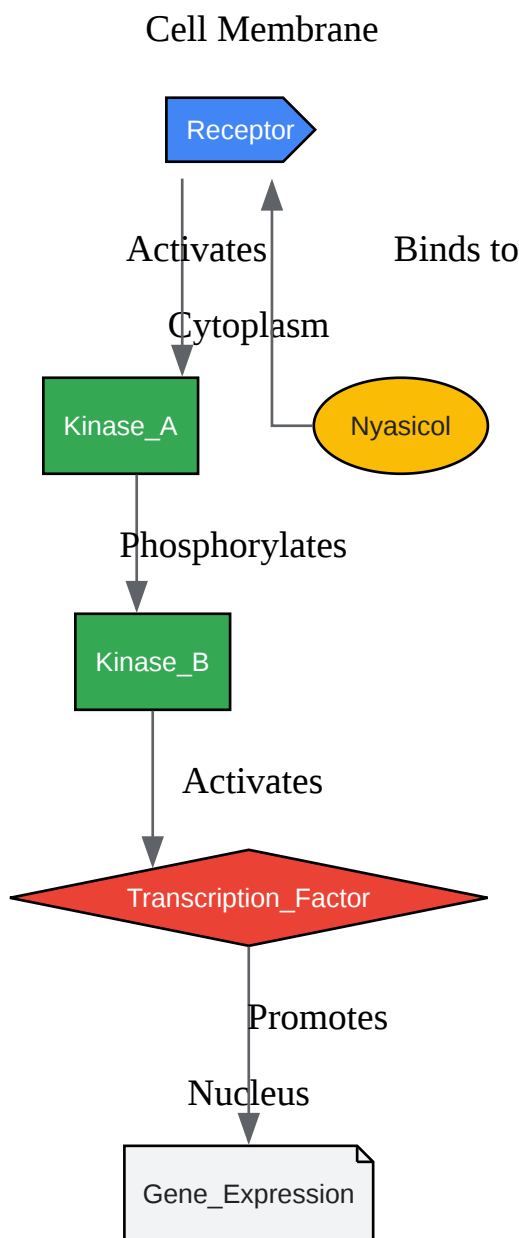 Cell Membrane
Receptor
Activates
Binds to
Cytoplasm
Kinase_A
Nyasicol
Phosphorylates
Kinase_B
Activates
Transcription_Factor
Promotes
Nucleus
Gene_Expression